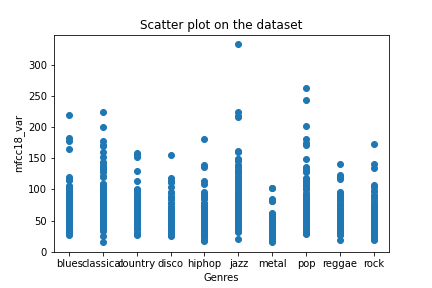 Scatter plot on the dataset
mfcc18_var
300
250
200
150
100
50
0
blues classical country disco hiphop jazz metal pop reggae rock
Genres